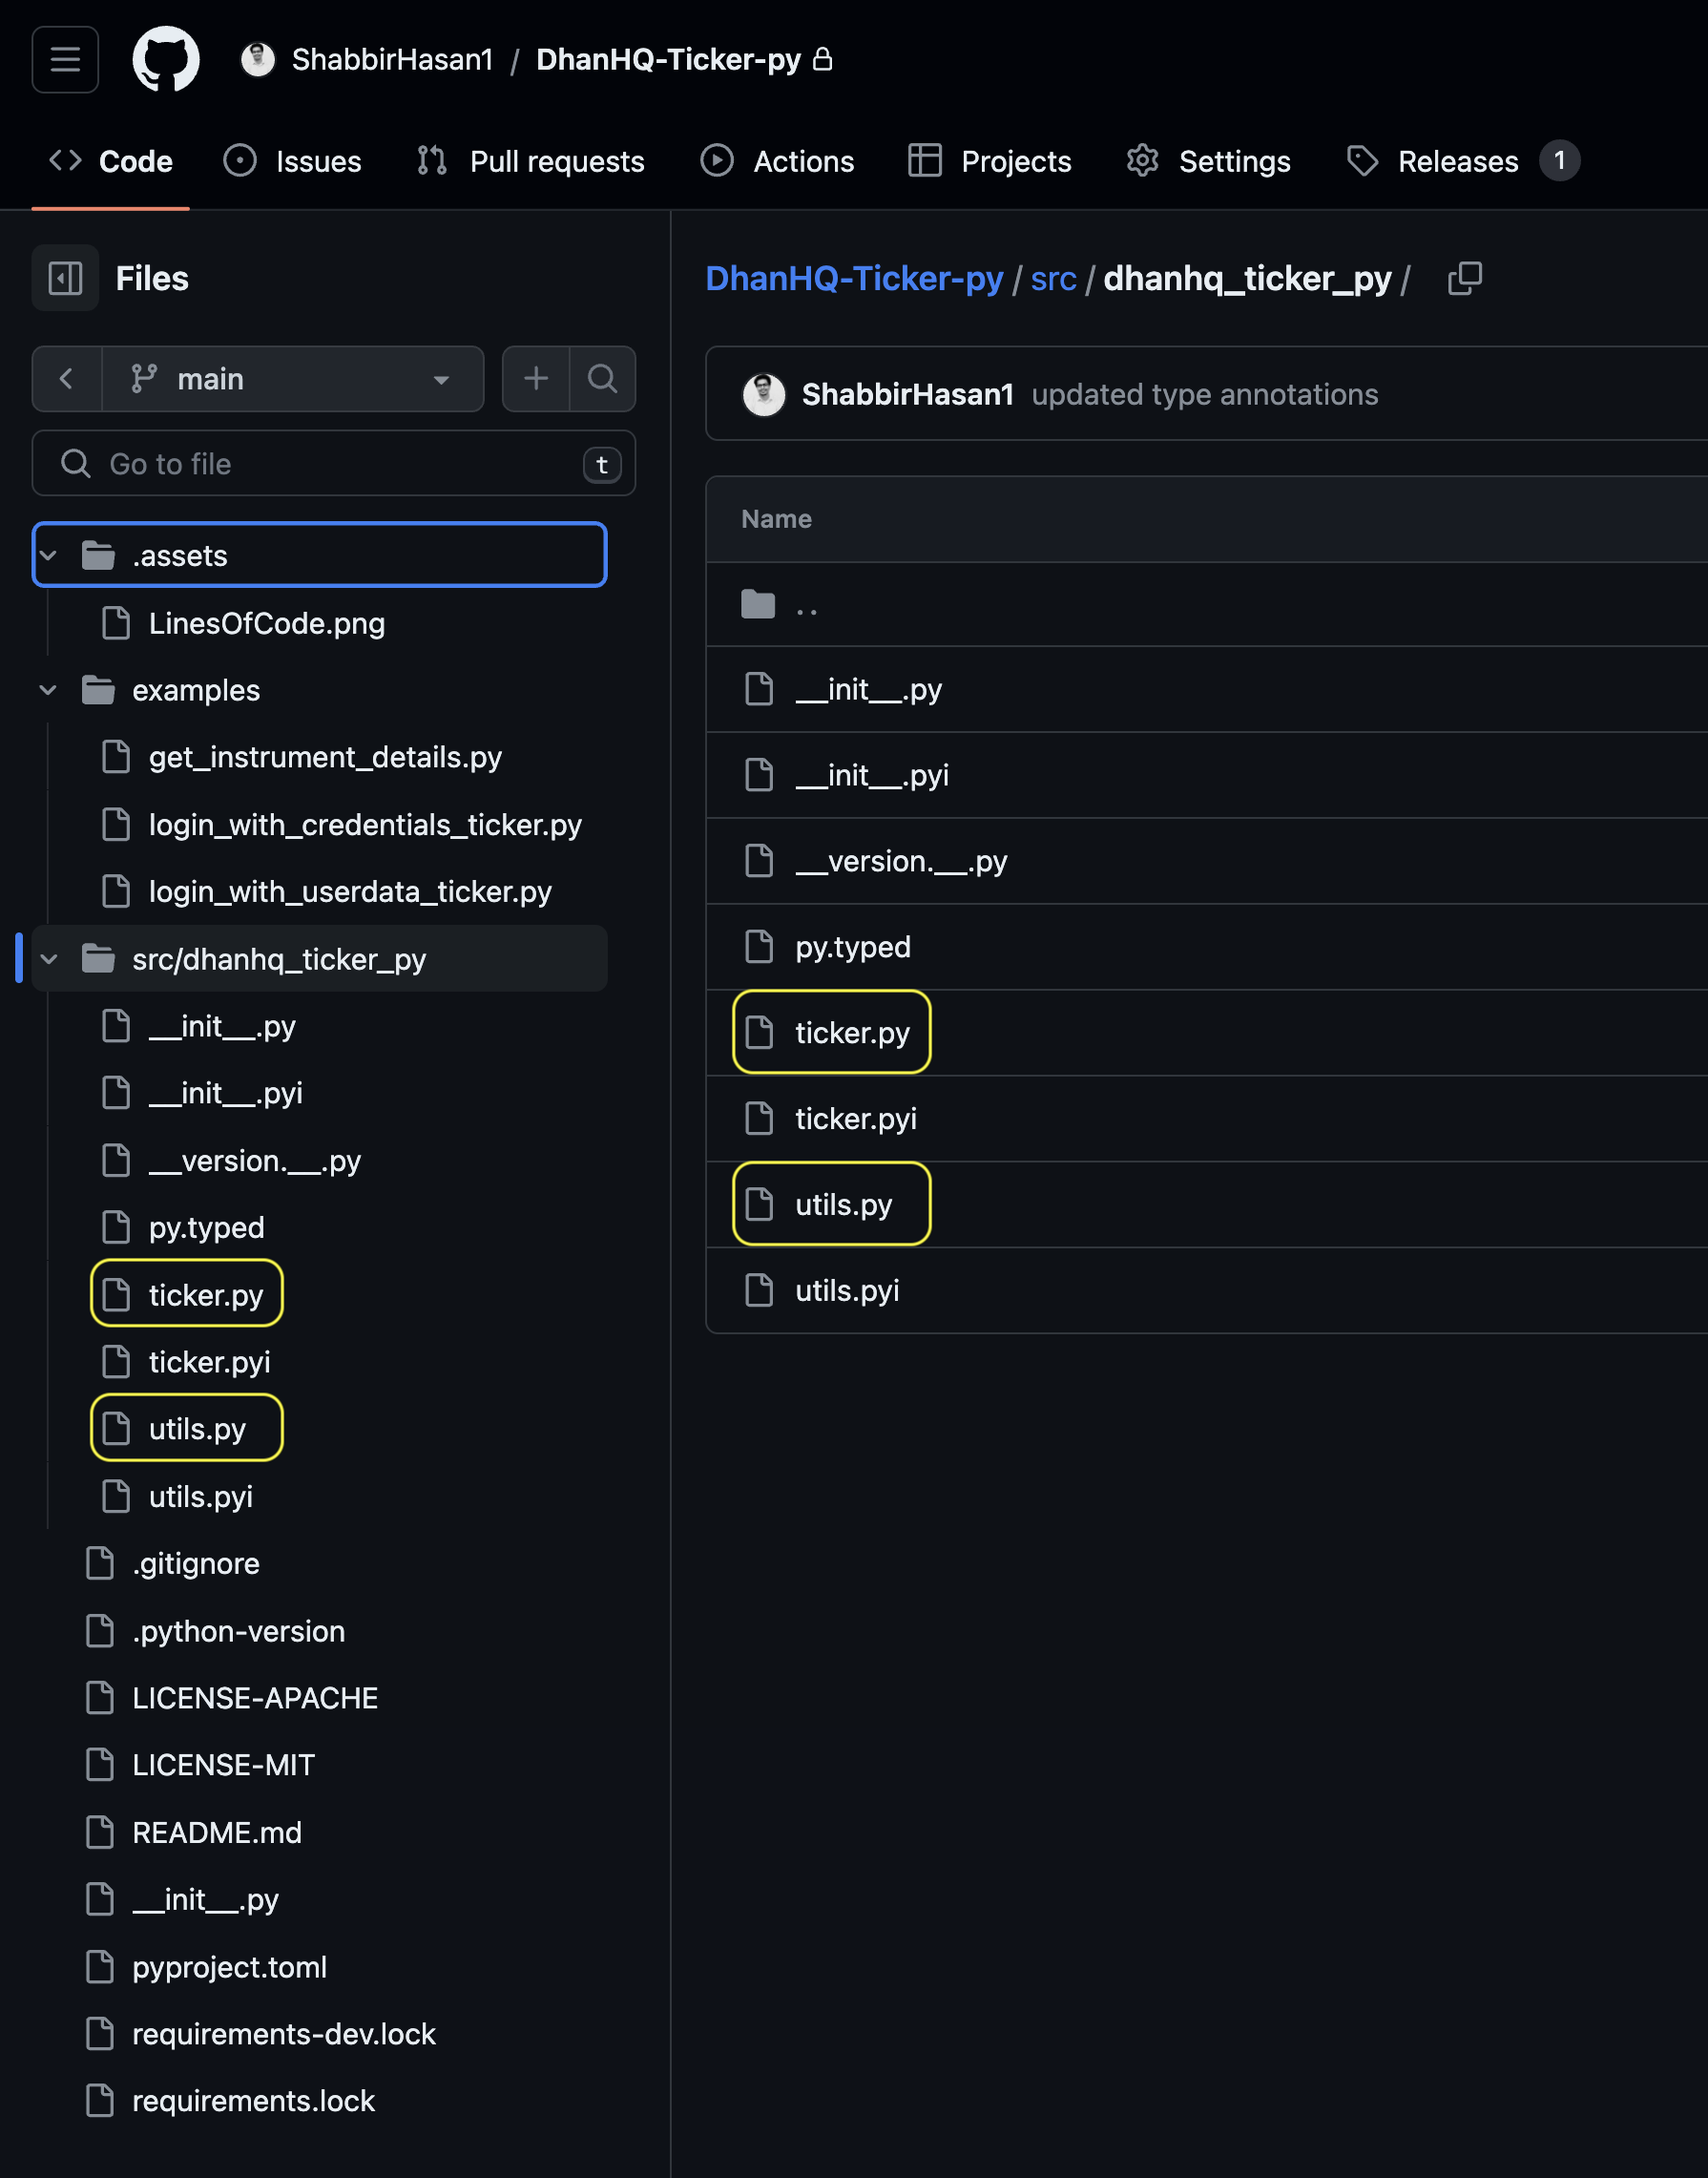 ShabbirHasan1 / DhanHQ-Ticker-py
Code Issues Pull requests Actions Projects Settings Releases 1
Files
main
Go to file t
.assets
LinesOfCode.png
examples
get_instrument_details.py
login_with_credentials_ticker.py
login_with_userdata_ticker.py
src/dhanhq_ticker_py
__init__.py
__init__.pyi
__version.__.py
py.typed
ticker.py
ticker.pyi
utils.py
utils.pyi
.gitignore
.python-version
LICENSE-APACHE
LICENSE-MIT
README.md
__init__.py
pyproject.toml
requirements-dev.lock
requirements.lock
DhanHQ-Ticker-py / src / dhanhq_ticker_py /
ShabbirHasan1 updated type annotations
Name
..
__init__.py
__init__.pyi
__version.__.py
py.typed
ticker.py
ticker.pyi
utils.py
utils.pyi